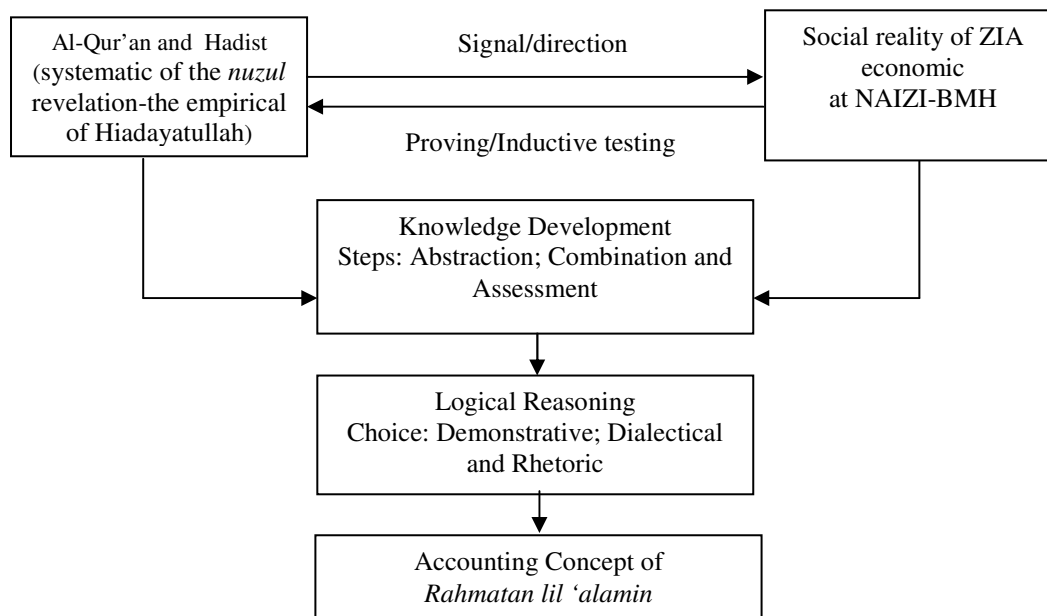 Al-Qur’an and Hadist
(systematic of the nuzul
revelation-the empirical
of Hiadayatullah)
Signal/direction
Proving/Inductive testing
Social reality of ZIA
economic
at NAIZI-BMH
Knowledge Development
Steps: Abstraction; Combination and
Assessment
Logical Reasoning
Choice: Demonstrative; Dialectical
and Rhetoric
Accounting Concept of
Rahmatan lil ‘alamin